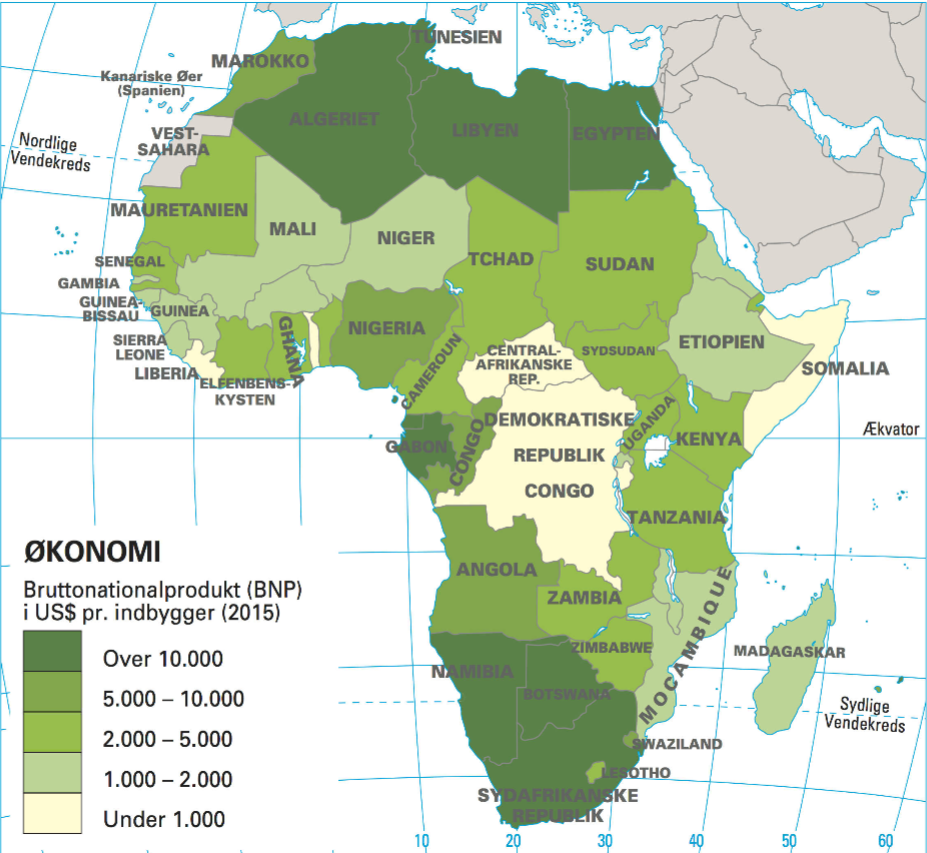 TUNESIEN
MAROKKO
Kanariske Øer
(Spanien)
ALGERIET
LIBYEN
EGYPTEN
VEST-
SAHARA
Nordlige
Vendekreds
MAURETANIEN
MALI
NIGER
TCHAD
SUDAN
SENEGAL
GAMBIA
GUINEA-
BISSAU
GUINEA
SIERRA
LEONE
LIBERIA
ELFENBENS-
KYSTEN
GHANA
NIGERIA
CAMEROUN
CENTRAL-
AFRIKANSKE
REP.
SYDSUDAN
ETIOPIEN
SOMALIA
Ækvator
GABON
CONGO
DEMOKRATISKE
REPUBLIK
CONGO
UGANDA
KENYA
TANZANIA
ANGOLA
ZAMBIA
ZIMBABWE
MOCAMBIQUE
MADAGASKAR
NAMIBIA
BOTSWANA
Sydlige
Vendekreds
SWAZILAND
LESOTHO
SYDAFRIKANSKE
REPUBLIK
ØKONOMI
Bruttonationalprodukt (BNP)
i US$ pr. indbygger (2015)
Over 10.000
5.000 – 10.000
2.000 – 5.000
1.000 – 2.000
Under 1.000
10 20 30 40 50 60